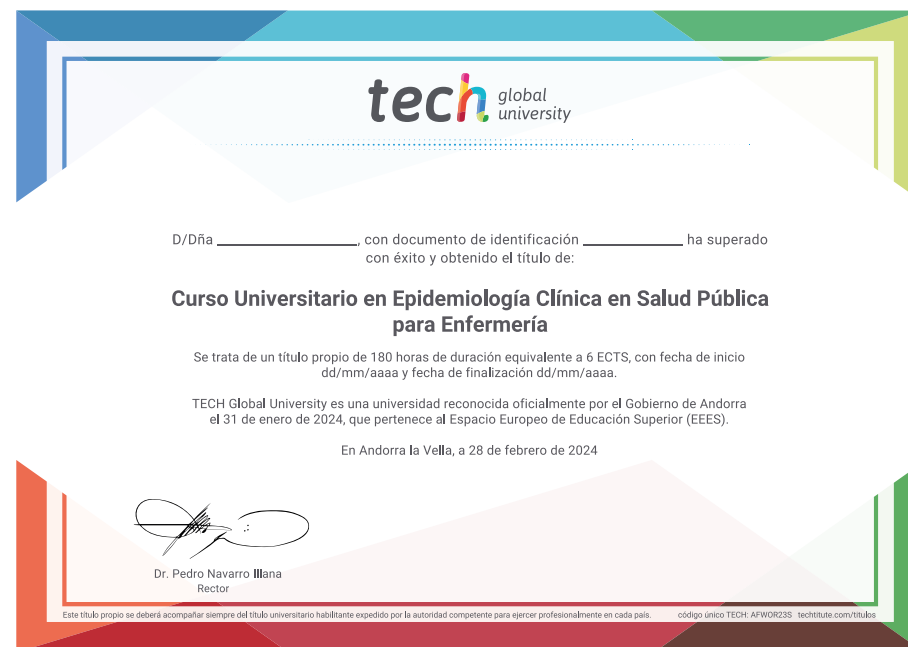 tech global university
D/Dña _________________, con documento de identificación ____________ ha superado
con éxito y obtenido el título de:
Curso Universitario en Epidemiología Clínica en Salud Pública
para Enfermería
Se trata de un título propio de 180 horas de duración equivalente a 6 ECTS, con fecha de inicio
dd/mm/aaaa y fecha de finalización dd/mm/aaaa.
TECH Global University es una universidad reconocida oficialmente por el Gobierno de Andorra
el 31 de enero de 2024, que pertenece al Espacio Europeo de Educación Superior (EEES).
En Andorra la Vella, a 28 de febrero de 2024
Dr. Pedro Navarro Illana
Rector
Este título propio se deberá acompañar siempre del título universitario habilitante expedido por la autoridad competente para ejercer profesionalmente en cada país. código único TECH: AFWOR23S techtitute.com/titulos